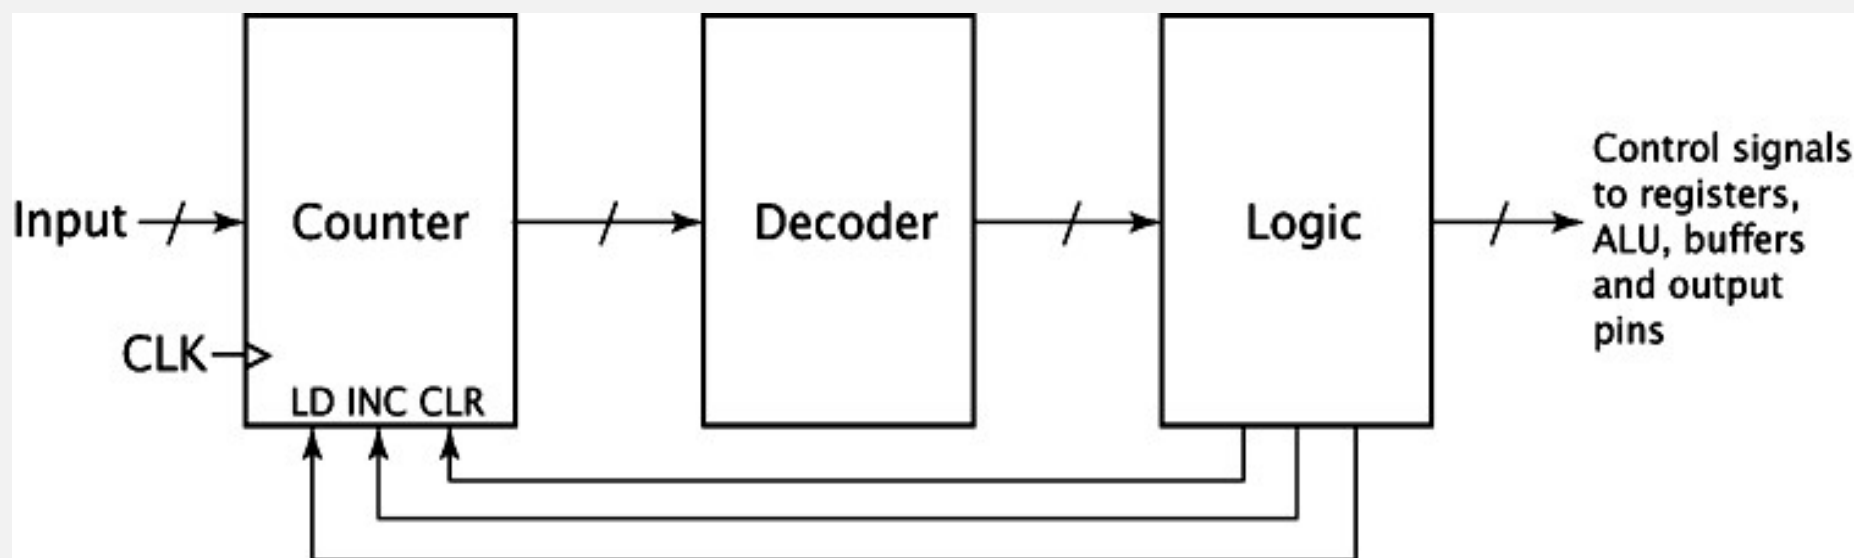 Input
Counter
Decoder
Logic
Control signals
to registers,
ALU, buffers
and output
pins
CLK
LD INC CLR